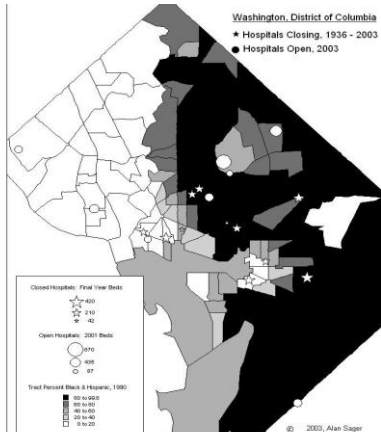 Washington, District of Columbia
★ Hospitals Closing, 1936 - 2003
● Hospitals Open, 2003
Closed Hospitals: Final Year Beds
420
210
42
Open Hospitals: 2001 Beds
870
435
87
Tract Percent Black & Hispanic, 1990
80 to 99.8
60 to 80
40 to 60
20 to 40
0 to 20
© 2003, Alan Sager